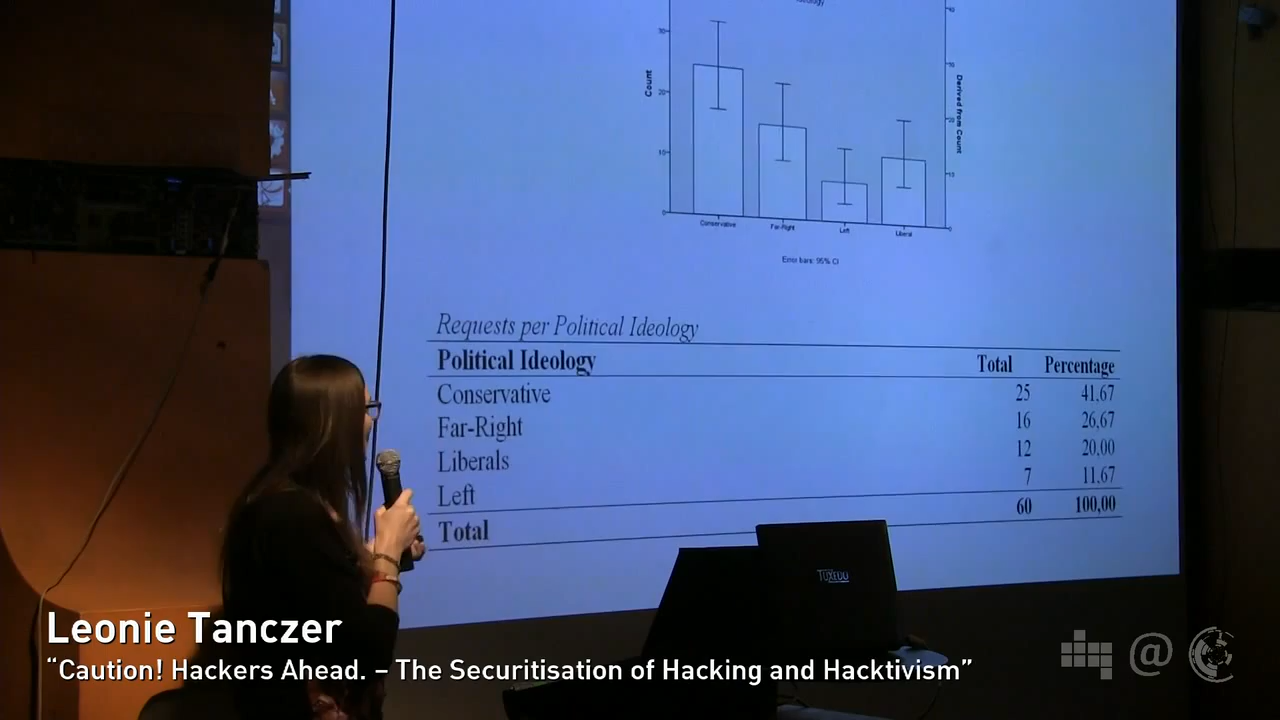 Count
Derived from Count
Conservative Far-Right Left Liberal
Error bars: 95% CI
Requests per Political Ideology
Political Ideology Total Percentage
Conservative 25 41,67
Far-Right 16 26,67
Liberals 12 20,00
Left 7 11,67
Total 60 100,00
TUXEDO
Leonie Tanczer
“Caution! Hackers Ahead. – The Securitisation of Hacking and Hacktivism”
@